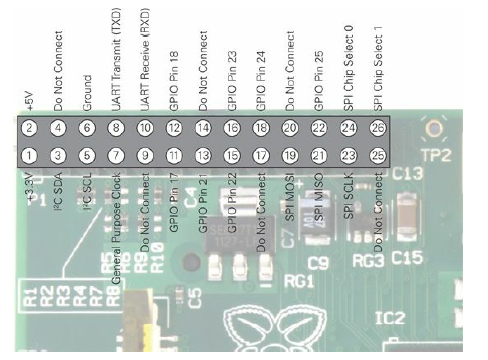 +5V
Do Not Connect
Ground
UART Transmit (TXD)
UART Receive (RXD)
GPIO Pin 18
Do Not Connect
GPIO Pin 23
GPIO Pin 24
Do Not Connect
GPIO Pin 25
SPI Chip Select 0
SPI Chip Select 1
2 4 6 8 10 12 14 16 18 20 22 24 26
1 3 5 7 9 11 13 15 17 19 21 23 25
+3.3V
I²C SDA
I²C SCL
General Purpose Clock
Do Not Connect
GPIO Pin 17
GPIO Pin 21
GPIO Pin 22
Do Not Connect
SPI MOSI
SPI MISO
SPI SCLK
Do Not Connect
TP2
C13
C4
C7
C9
RG3
C15
RG1
C5
IC2
R1
R2
R3
R4
R7
R8
R5
R6
R9
R10